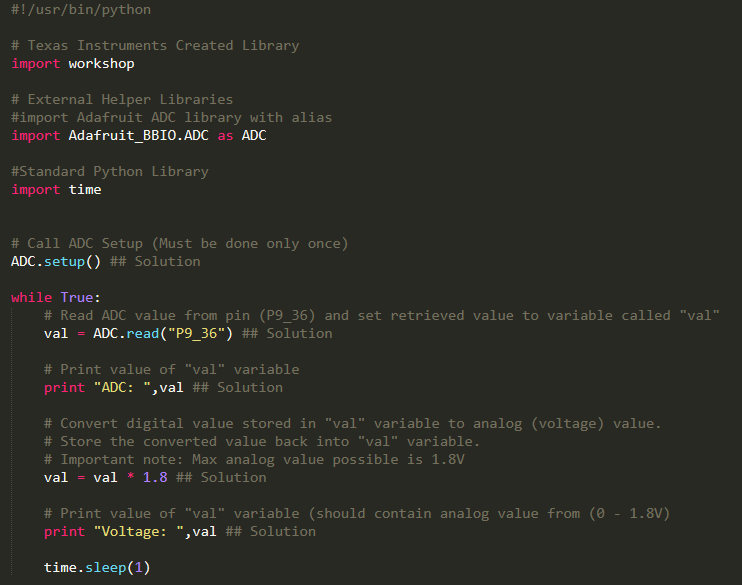 #!/usr/bin/python
# Texas Instruments Created Library
import workshop
# External Helper Libraries
#import Adafruit ADC library with alias
import Adafruit_BBIO.ADC as ADC
#Standard Python Library
import time
# Call ADC Setup (Must be done only once)
ADC.setup() ## Solution
while True:
    # Read ADC value from pin (P9_36) and set retrieved value to variable called "val"
    val = ADC.read("P9_36") ## Solution
    # Print value of "val" variable
    print "ADC: ",val ## Solution
    # Convert digital value stored in "val" variable to analog (voltage) value.
    # Store the converted value back into "val" variable.
    # Important note: Max analog value possible is 1.8V
    val = val * 1.8 ## Solution
    # Print value of "val" variable (should contain analog value from (0 - 1.8V)
    print "Voltage: ",val ## Solution
    time.sleep(1)